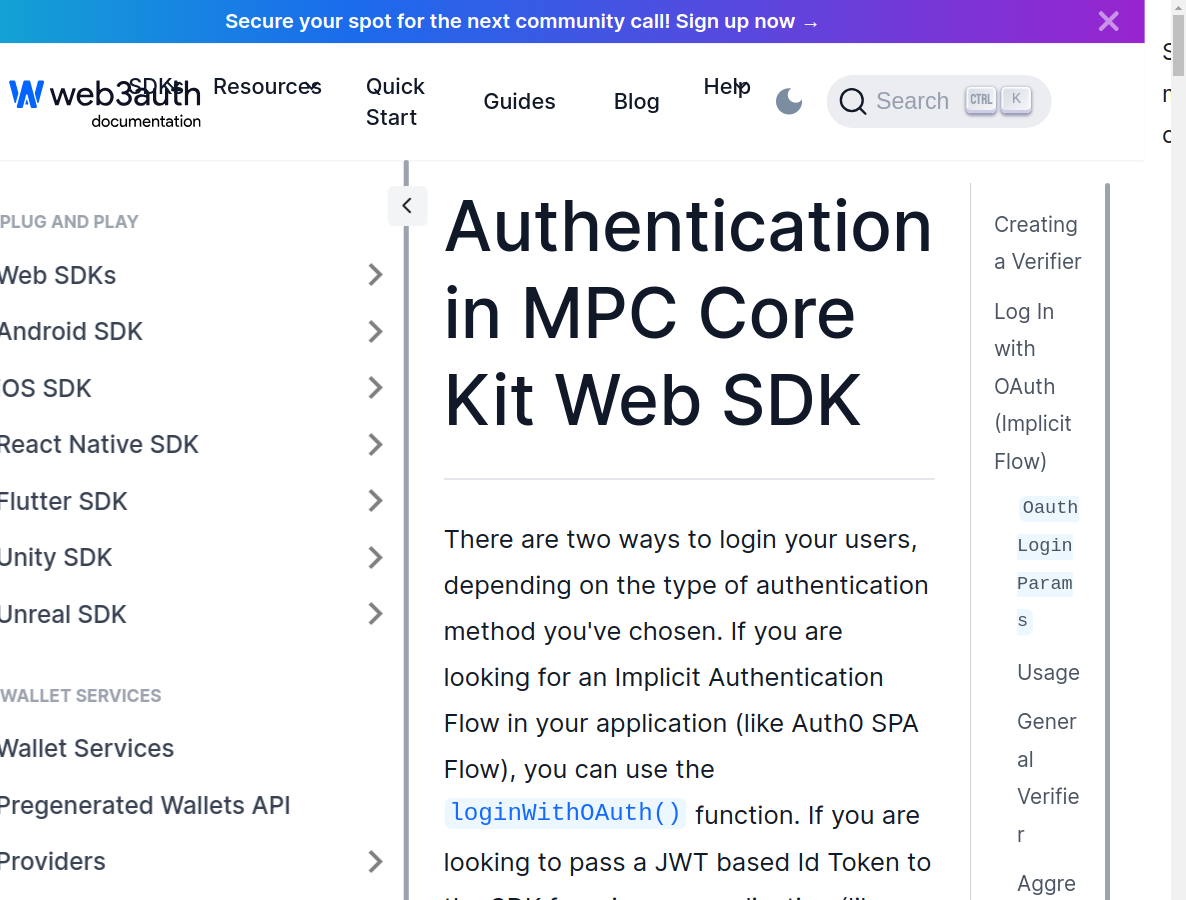 Secure your spot for the next community call! Sign up now →
web3auth
documentation
SDKs
Resources
Quick
Start
Guides
Blog
Help
Search
CTRL
K
PLUG AND PLAY
Web SDKs
Android SDK
iOS SDK
React Native SDK
Flutter SDK
Unity SDK
Unreal SDK
WALLET SERVICES
Wallet Services
Pregenerated Wallets API
Providers
Authentication
in MPC Core
Kit Web SDK
There are two ways to login your users,
depending on the type of authentication
method you've chosen. If you are
looking for an Implicit Authentication
Flow in your application (like Auth0 SPA
Flow), you can use the
loginWithOAuth() function. If you are
looking to pass a JWT based Id Token to
Creating
a Verifier
Log In
with
OAuth
(Implicit
Flow)
Oauth
Login
Param
s
Usage
Gener
al
Verifie
r
Aggre